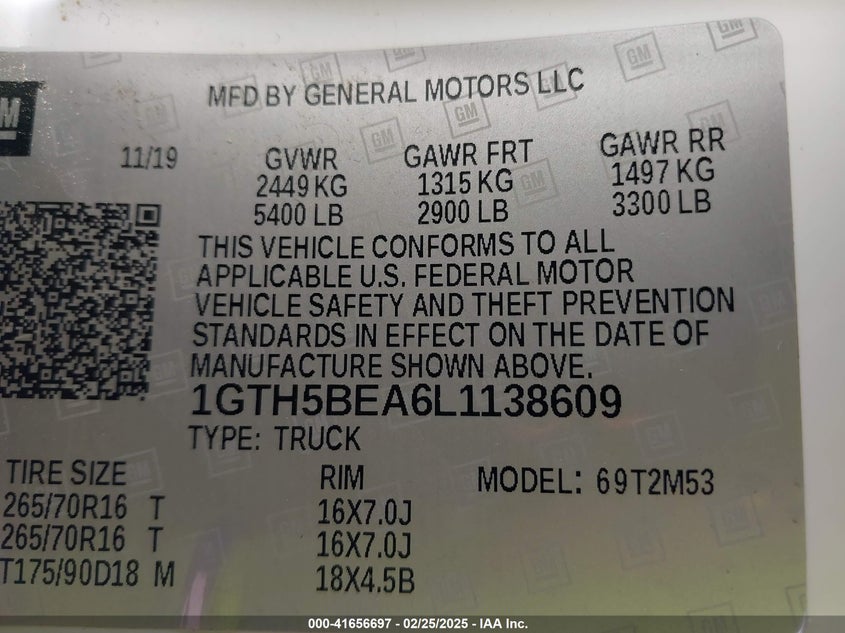 GM
MFD BY GENERAL MOTORS LLC
11/19 GVWR GAWR FRT GAWR RR
2449 KG 1315 KG 1497 KG
5400 LB 2900 LB 3300 LB
THIS VEHICLE CONFORMS TO ALL
APPLICABLE U.S. FEDERAL MOTOR
VEHICLE SAFETY AND THEFT PREVENTION
STANDARDS IN EFFECT ON THE DATE OF
MANUFACTURE SHOWN ABOVE.
1GTH5BEA6L1138609
TYPE: TRUCK
TIRE SIZE RIM MODEL: 69T2M53
265/70R16 T 16X7.0J
265/70R16 T 16X7.0J
T175/90D18 M 18X4.5B
000-41656697 - 02/25/2025 - IAA Inc.